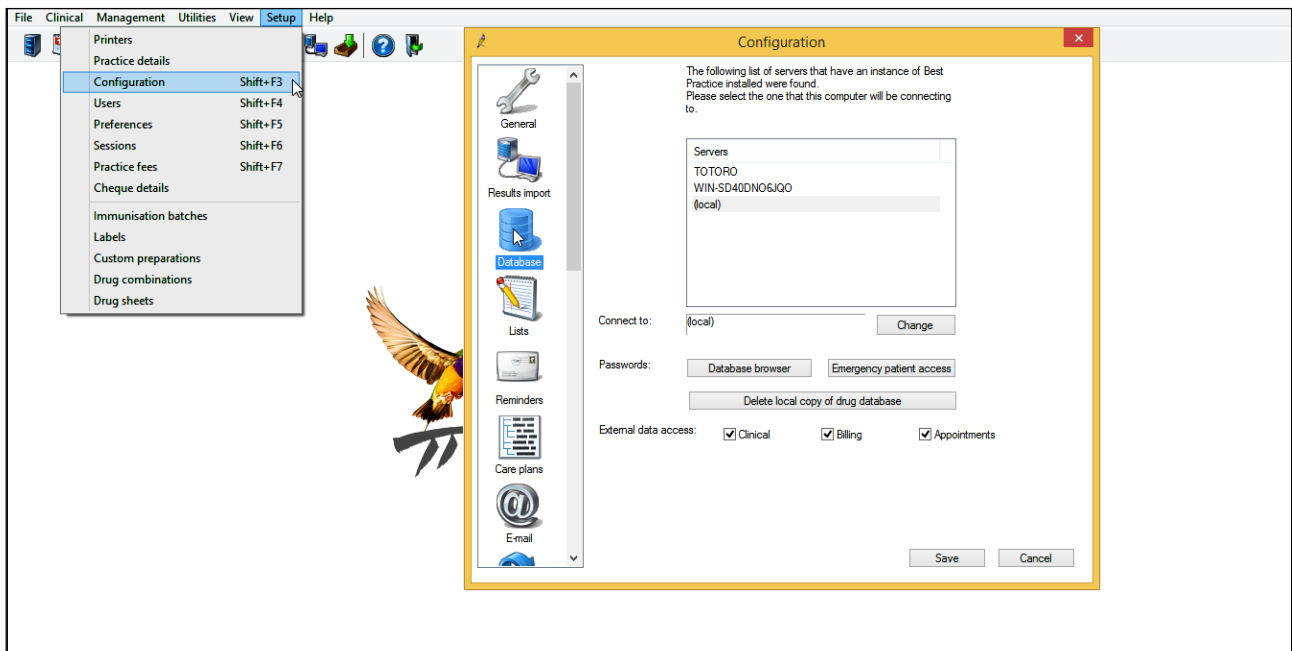 File Clinical Management Utilities View Setup Help
Printers
Practice details
Configuration Shift+F3
Users Shift+F4
Preferences Shift+F5
Sessions Shift+F6
Practice fees Shift+F7
Cheque details
Immunisation batches
Labels
Custom preparations
Drug combinations
Drug sheets
Configuration
General
Results import
Database
Lists
Reminders
Care plans
E-mail
The following list of servers that have an instance of Best
Practice installed were found.
Please select the one that this computer will be connecting
to.
Servers
TOTORO
WIN-SD40DNO6JQO
(local)
Connect to: (local) Change
Passwords: Database browser Emergency patient access
Delete local copy of drug database
External data access: Clinical Billing Appointments
Save Cancel